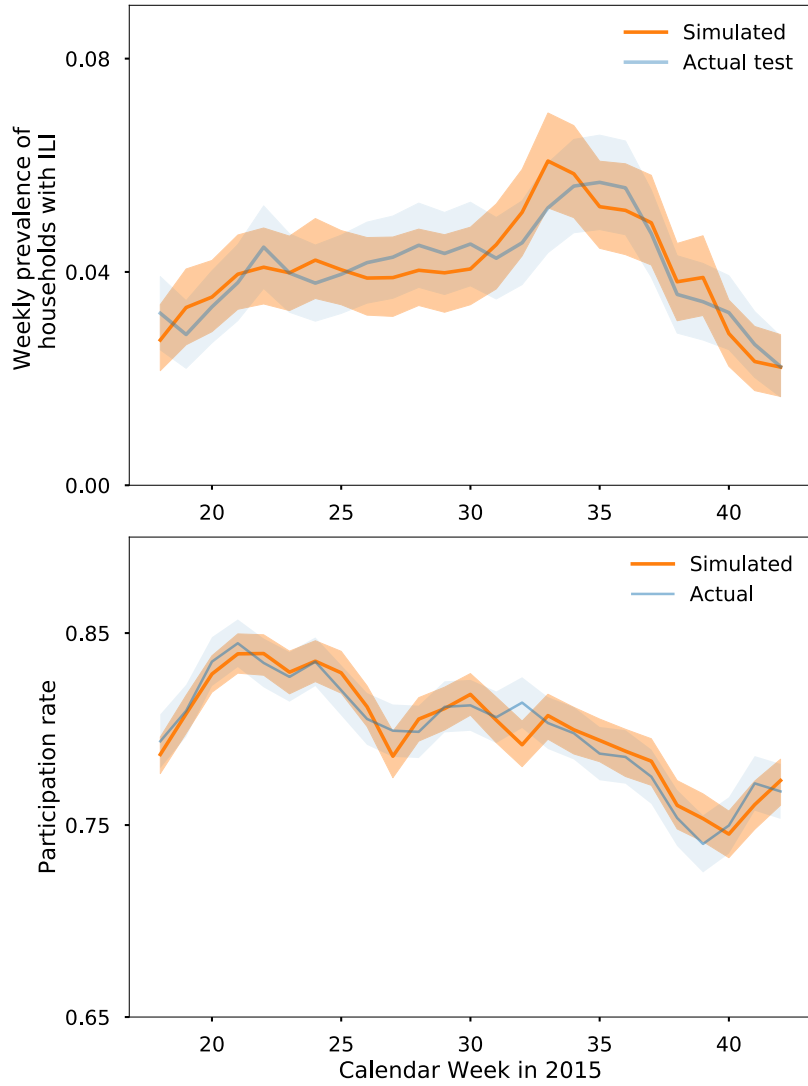 Simulated
Actual test
0.08
0.04
0.00
Weekly prevalence of
households with ILI
20 25 30 35 40
Simulated
Actual
0.85
0.75
0.65
Participation rate
20 25 30 35 40
Calendar Week in 2015